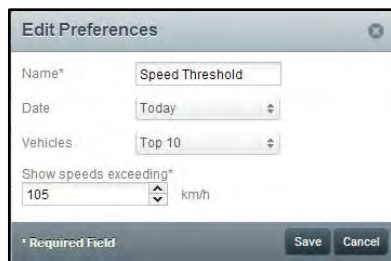 Edit Preferences
Name* Speed Threshold
Date Today
Vehicles Top 10
Show speeds exceeding*
105 km/h
* Required Field Save Cancel